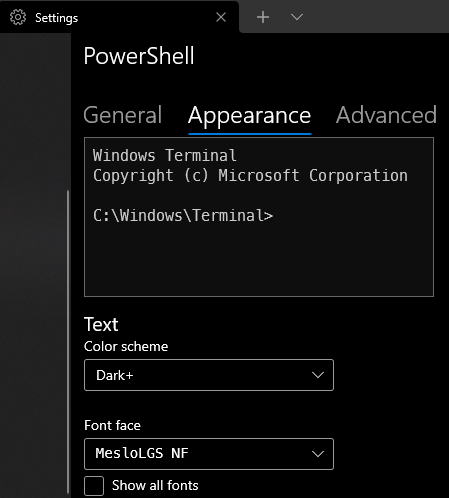 Settings
PowerShell
General Appearance Advanced
Windows Terminal
Copyright (c) Microsoft Corporation
C:\Windows\Terminal>
Text
Color scheme
Dark+
Font face
MesloLGS NF
Show all fonts